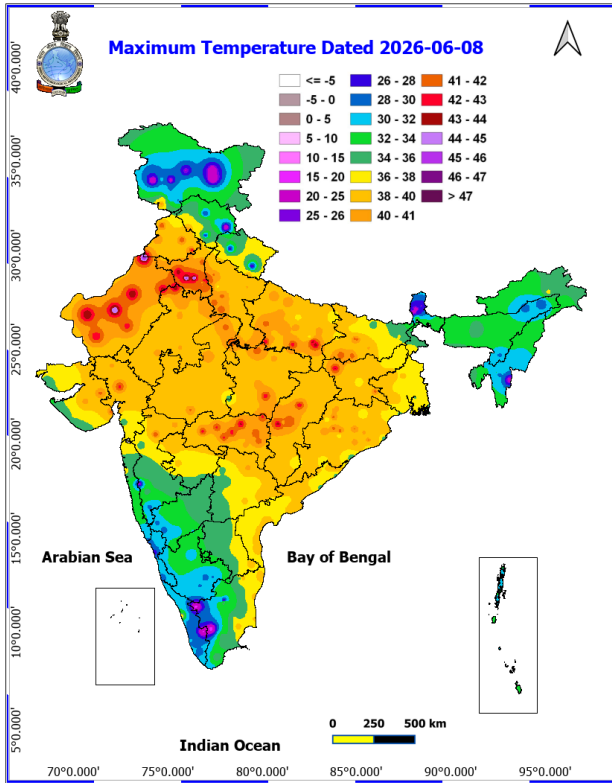 Maximum Temperature Dated 2026-06-08
<= -5
-5 - 0
0 - 5
5 - 10
10 - 15
15 - 20
20 - 25
25 - 26
26 - 28
28 - 30
30 - 32
32 - 34
34 - 36
36 - 38
38 - 40
40 - 41
41 - 42
42 - 43
43 - 44
44 - 45
45 - 46
46 - 47
> 47
40°0.000'
35°0.000'
30°0.000'
25°0.000'
20°0.000'
15°0.000'
10°0.000'
5°0.000'
Arabian Sea
Bay of Bengal
Indian Ocean
0 250 500 km
70°0.000' 75°0.000' 80°0.000' 85°0.000' 90°0.000' 95°0.000'